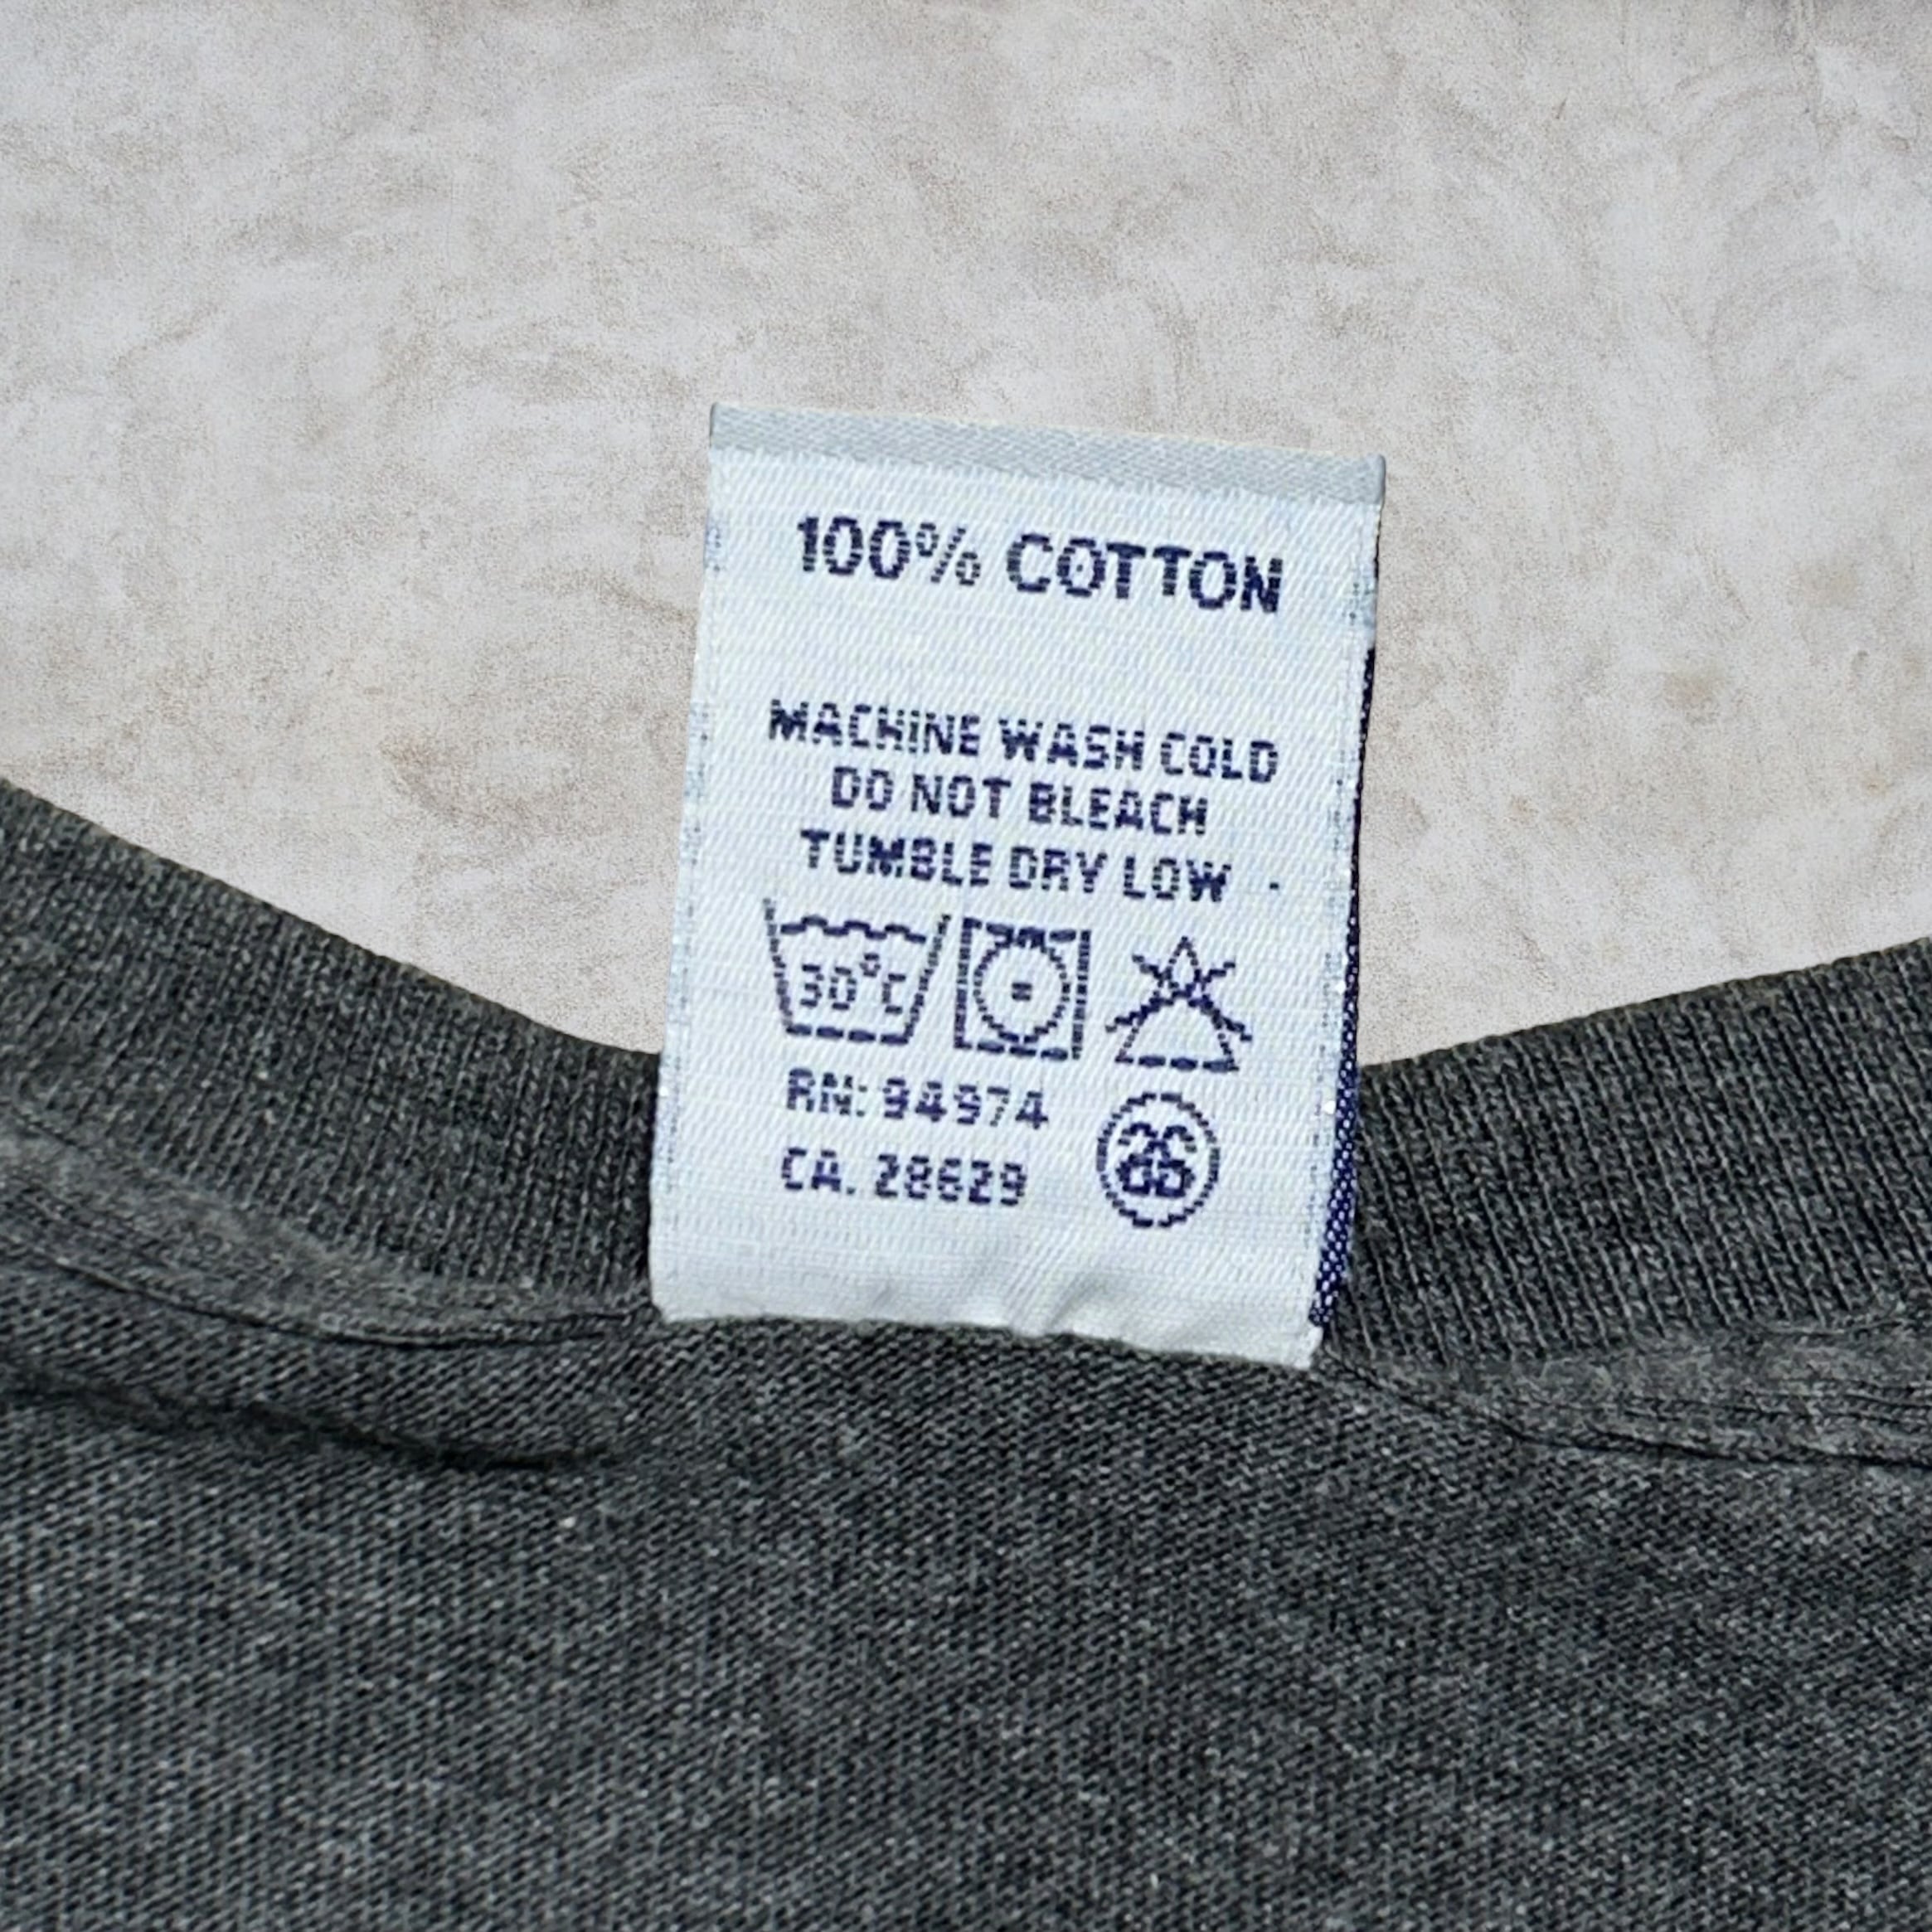 100% COTTON
MACHINE WASH COLD
DO NOT BLEACH
TUMBLE DRY LOW
30°C
RN: 94974
CA. 28629